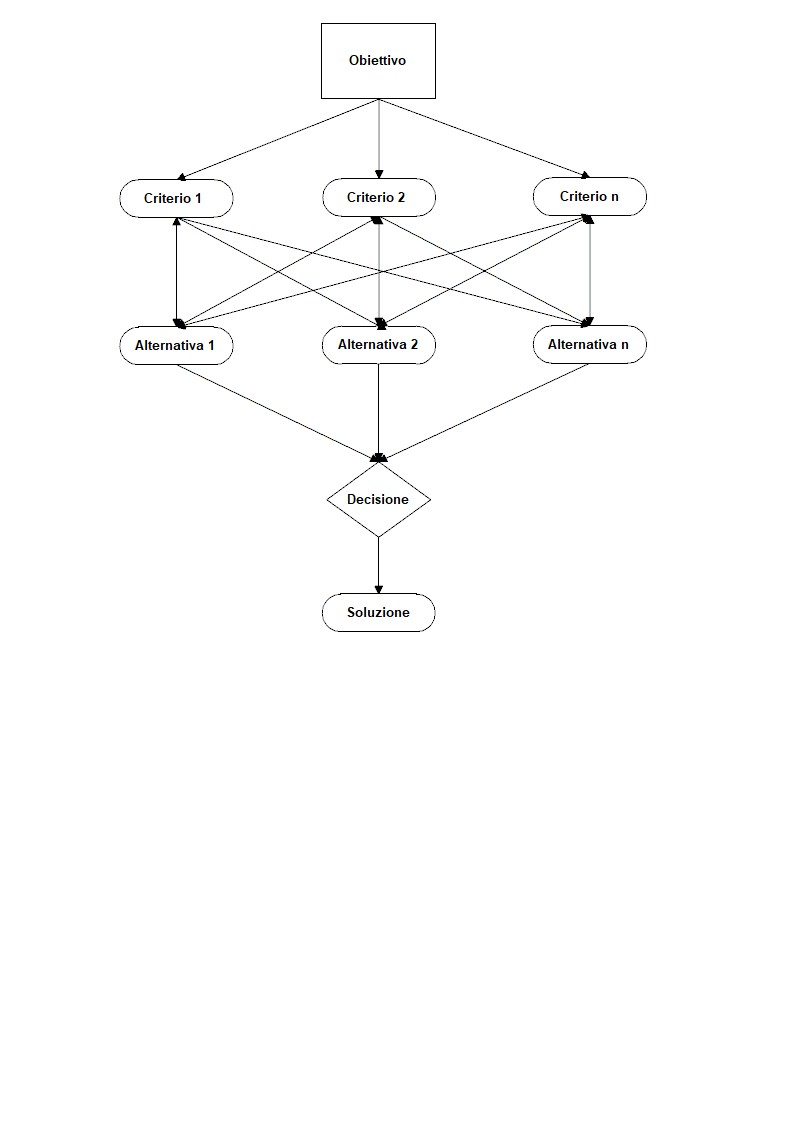 Obiettivo
Criterio 1
Criterio 2
Criterio n
Alternativa 1
Alternativa 2
Alternativa n
Decisione
Soluzione